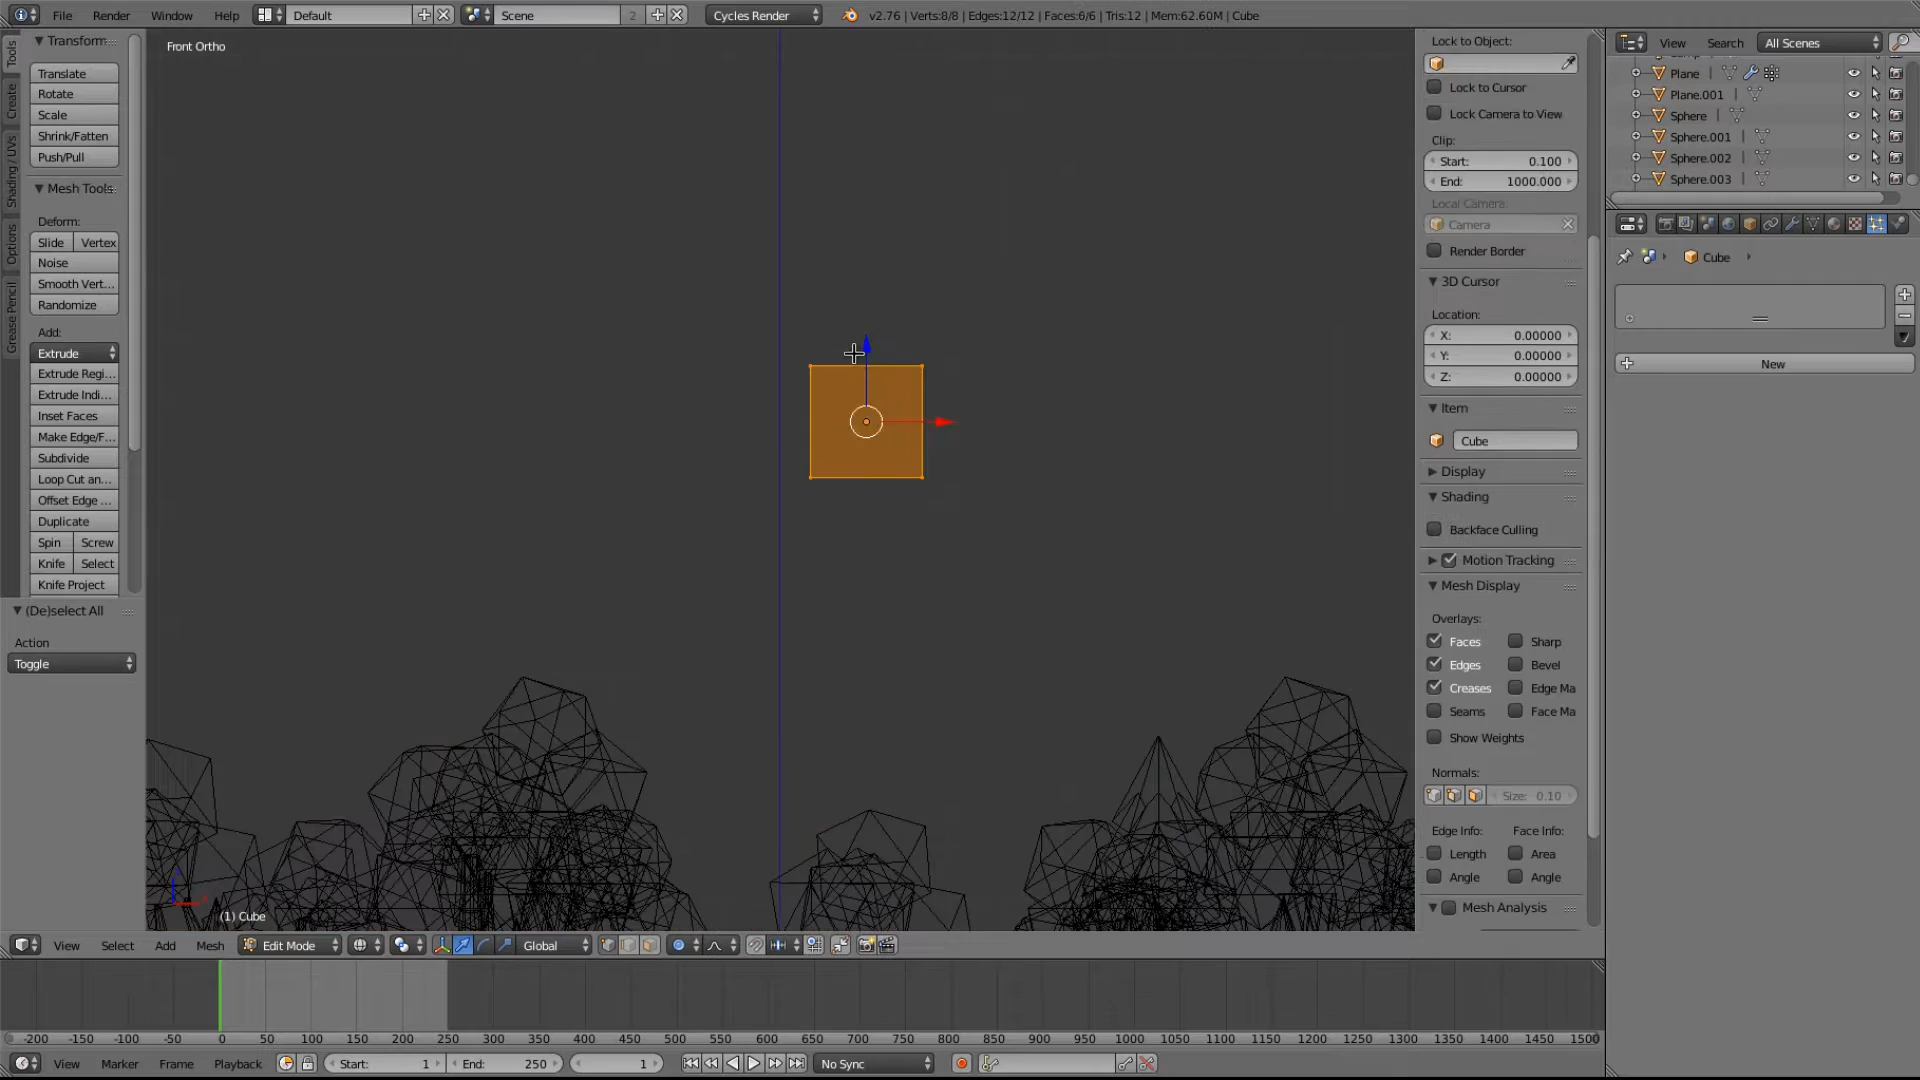 File Render Window Help Default Scene 2 Cycles Render v2.76 | Verts:8/8 | Edges:12/12 | Faces:6/6 | Tris:12 | Mem:62.60M | Cube
Tools
Create
Shading / UVs
Options
Grease Pencil
Transform
Translate
Rotate
Scale
Shrink/Fatten
Push/Pull
Mesh Tools
Deform:
Slide Vertex
Noise
Smooth Vert...
Randomize
Add:
Extrude
Extrude Regi...
Extrude Indi...
Inset Faces
Make Edge/F...
Subdivide
Loop Cut an...
Offset Edge ...
Duplicate
Spin Screw
Knife Select
Knife Project
(De)select All
Action
Toggle
Front Ortho
(1) Cube
Lock to Object:
Lock to Cursor
Lock Camera to View
Clip:
Start: 0.100
End: 1000.000
Local Camera:
Camera
Render Border
3D Cursor
Location:
X: 0.00000
Y: 0.00000
Z: 0.00000
Item
Cube
Display
Shading
Backface Culling
Motion Tracking
Mesh Display
Overlays:
Faces Sharp
Edges Bevel
Creases Edge Ma
Seams Face Ma
Show Weights
Normals:
Size: 0.10
Edge Info: Face Info:
Length Area
Angle Angle
Mesh Analysis
View Search All Scenes
Plane
Plane.001
Sphere
Sphere.001
Sphere.002
Sphere.003
Cube
New
View Select Add Mesh Edit Mode Global
-200 -150 -100 -50 0 50 100 150 200 250 300 350 400 450 500 550 600 650 700 750 800 850 900 950 1000 1050 1100 1150 1200 1250 1300 1350 1400 1450 1500
View Marker Frame Playback Start: 1 End: 250 1 No Sync